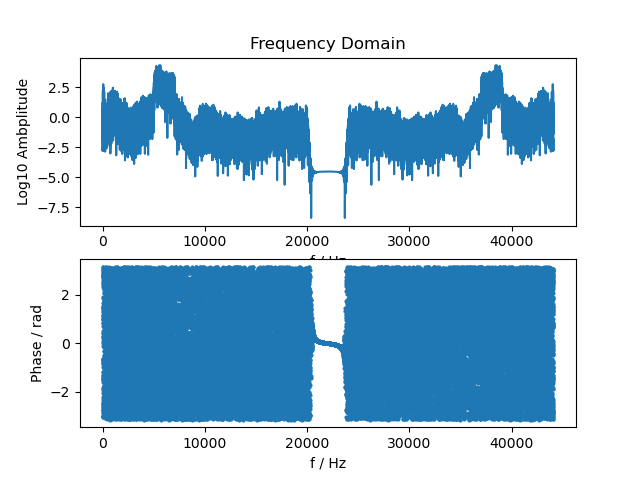 Frequency Domain
Log10 Ambplitude
2.5
0.0
−2.5
−5.0
−7.5
0 10000 20000 30000 40000
f / Hz
Phase / rad
2
0
−2
0 10000 20000 30000 40000
f / Hz